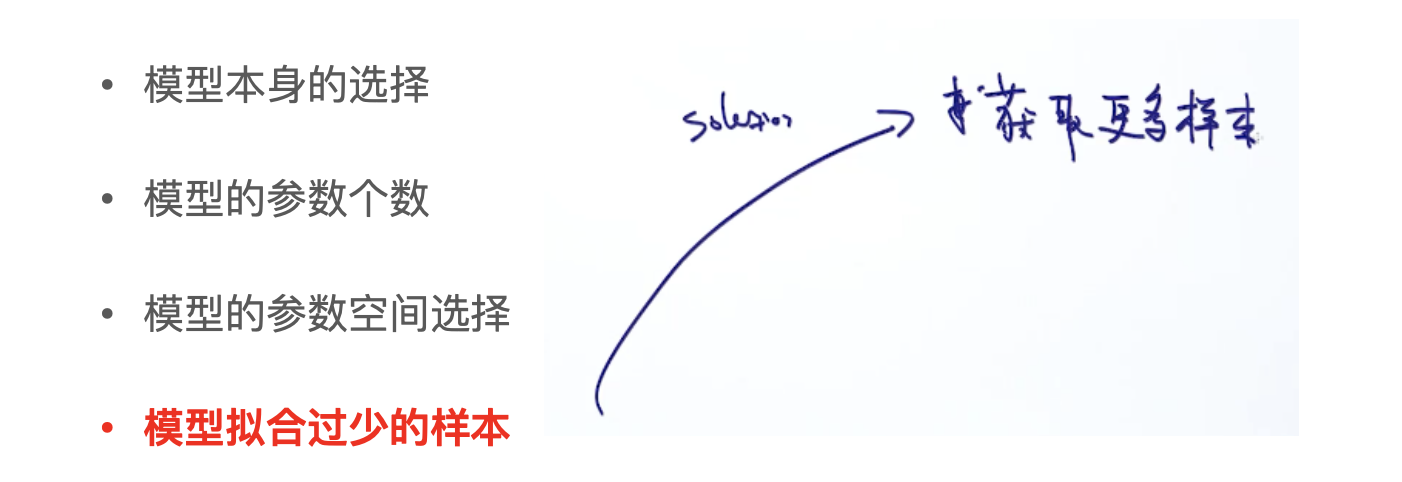 • 模型本身的选择
solution
获取更多样本
• 模型的参数个数
• 模型的参数空间选择
• 模型拟合过少的样本